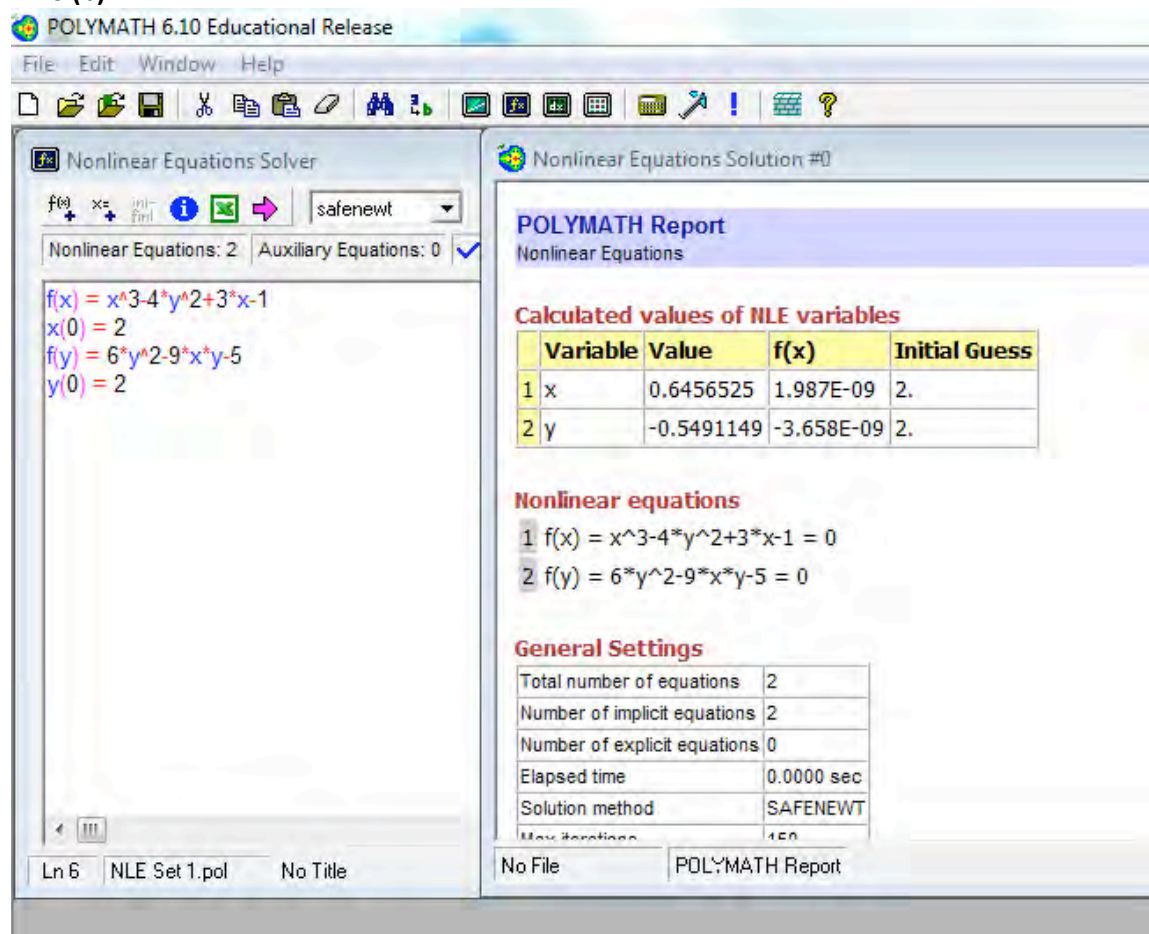 POLYMATH 6.10 Educational Release
File Edit Window Help
Nonlinear Equations Solver
safenewt
Nonlinear Equations: 2 Auxiliary Equations: 0
f(x) = x^3-4*y^2+3*x-1
x(0) = 2
f(y) = 6*y^2-9*x*y-5
y(0) = 2
Ln 6 NLE Set 1.pol No Title
Nonlinear Equations Solution #0
POLYMATH Report
Nonlinear Equations
Calculated values of NLE variables
Variable Value f(x) Initial Guess
1 x 0.6456525 1.987E-09 2.
2 y -0.5491149 -3.658E-09 2.
Nonlinear equations
1 f(x) = x^3-4*y^2+3*x-1 = 0
2 f(y) = 6*y^2-9*x*y-5 = 0
General Settings
Total number of equations 2
Number of implicit equations 2
Number of explicit equations 0
Elapsed time 0.0000 sec
Solution method SAFENEWT
Max iterations 150
No File POLYMATH Report